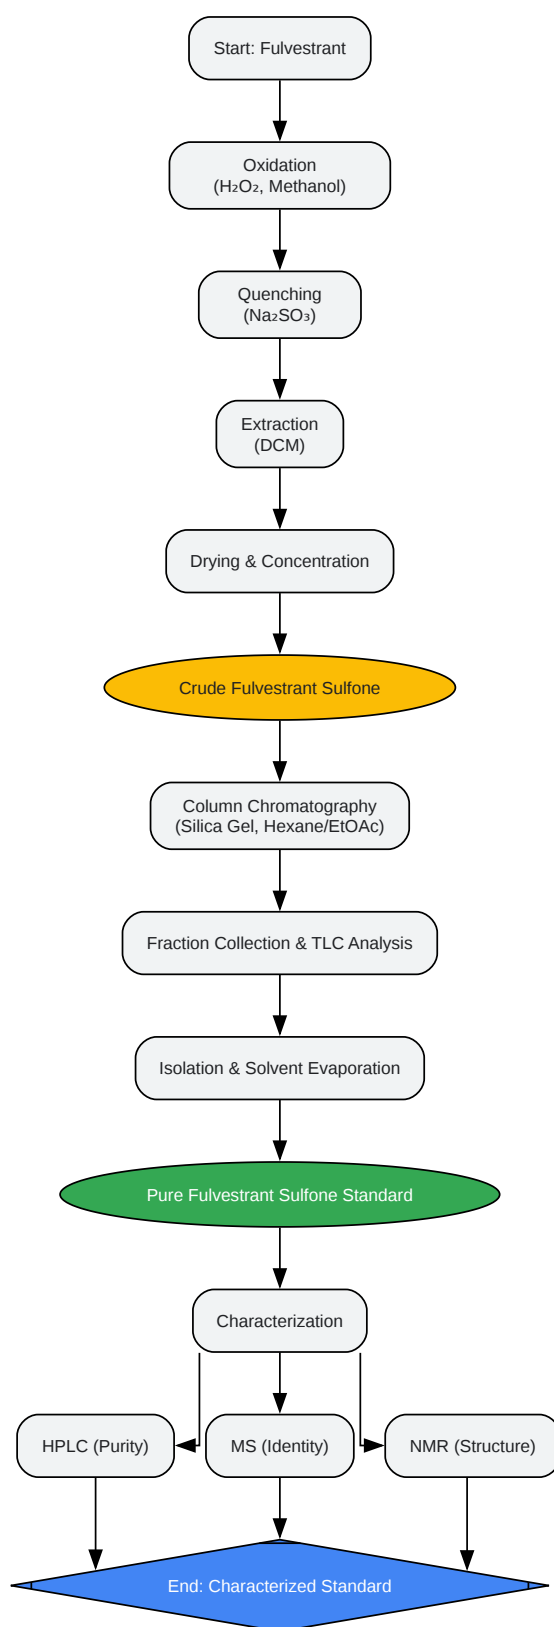 Start: Fulvestrant
Oxidation
(H₂O₂, Methanol)
Quenching
(Na₂SO₃)
Extraction
(DCM)
Drying & Concentration
Crude Fulvestrant Sulfone
Column Chromatography
(Silica Gel, Hexane/EtOAc)
Fraction Collection & TLC Analysis
Isolation & Solvent Evaporation
Pure Fulvestrant Sulfone Standard
Characterization
HPLC (Purity)
MS (Identity)
NMR (Structure)
End: Characterized Standard